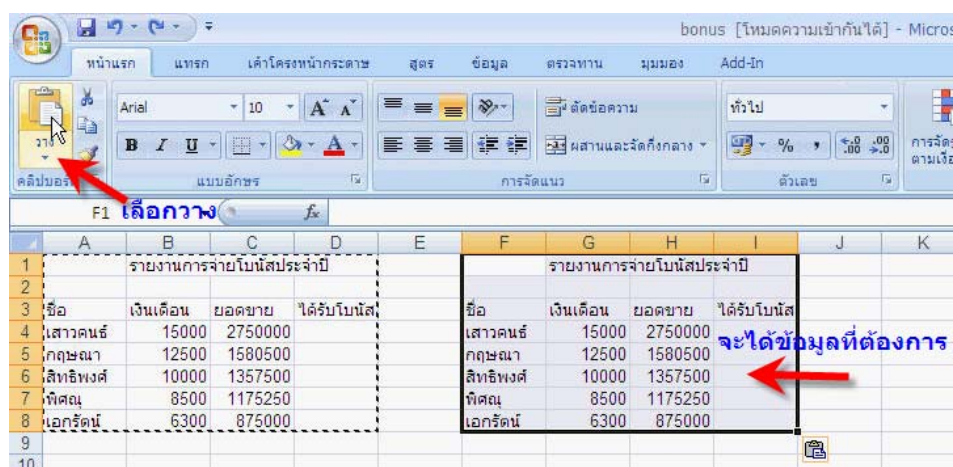 bonus [โหมดความเข้ากันได้] - Micros
หน้าแรก แทรก เค้าโครงหน้ากระดาษ สูตร ข้อมูล ตรวจทาน มุมมอง Add-In
วาง Arial 10 A A ตัดข้อความ ทั่วไป
B I U A ผสานและจัดกึ่งกลาง % , .0 .00 .00 .0 การจัดรู
ตามเงื่อ
คลิปบอร์ด แบบอักษร การจัดแนว ตัวเลข
F1 เลือกวาง fx
A B C D E F G H I J K
1 รายงานการจ่ายโบนัสประจำปี รายงานการจ่ายโบนัสประจำปี
2
3 ชื่อ เงินเดือน ยอดขาย ได้รับโบนัส ชื่อ เงินเดือน ยอดขาย ได้รับโบนัส
4 เสาวคนธ์ 15000 2750000 เสาวคนธ์ 15000 2750000
จะได้ข้อมูลที่ต้องการ
5 กฤษณา 12500 1580500 กฤษณา 12500 1580500
6 สิทธิพงศ์ 10000 1357500 สิทธิพงศ์ 10000 1357500
7 พิศณุ 8500 1175250 พิศณุ 8500 1175250
8 เอกรัตน์ 6300 875000 เอกรัตน์ 6300 875000
9
10